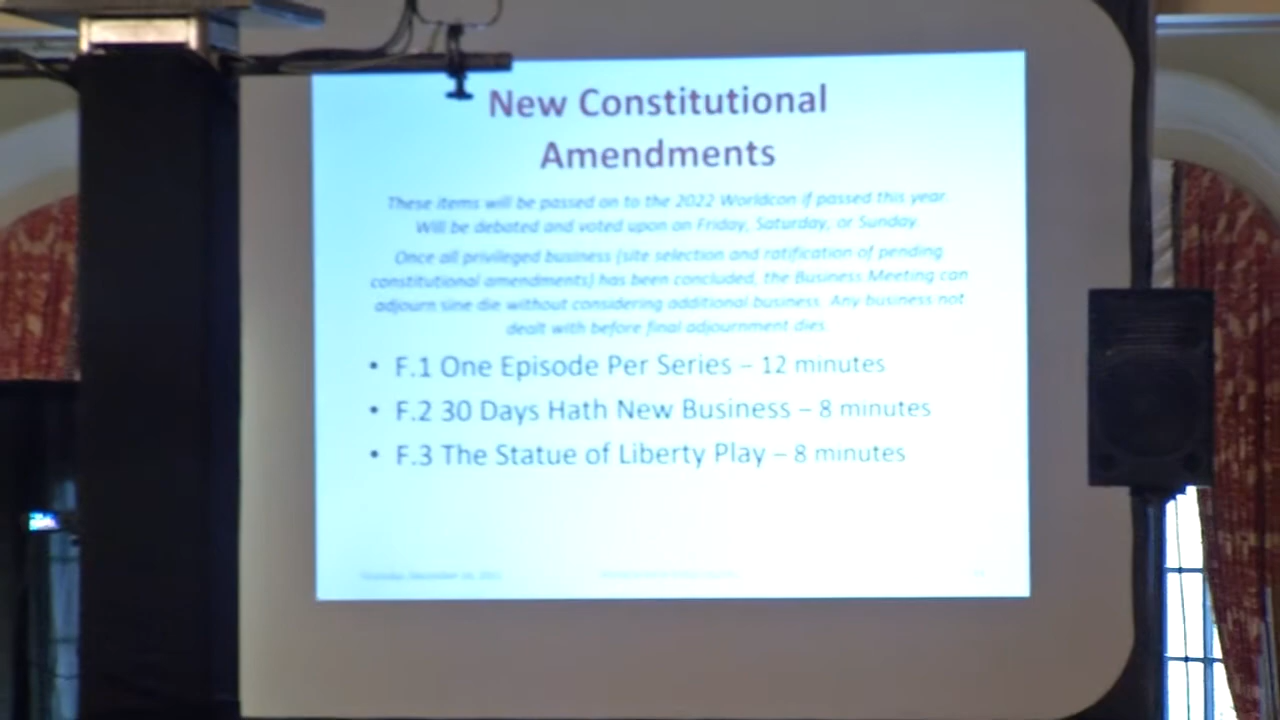 New Constitutional
Amendments
These items will be passed on to the 2022 Worldcon if passed this year.
Will be debated and voted upon on Friday, Saturday, or Sunday.
Once all privileged business (site selection and ratification of pending
constitutional amendments) has been concluded, the Business Meeting can
adjourn sine die without considering additional business. Any business not
dealt with before final adjournment dies.
• F.1 One Episode Per Series – 12 minutes
• F.2 30 Days Hath New Business – 8 minutes
• F.3 The Statue of Liberty Play – 8 minutes